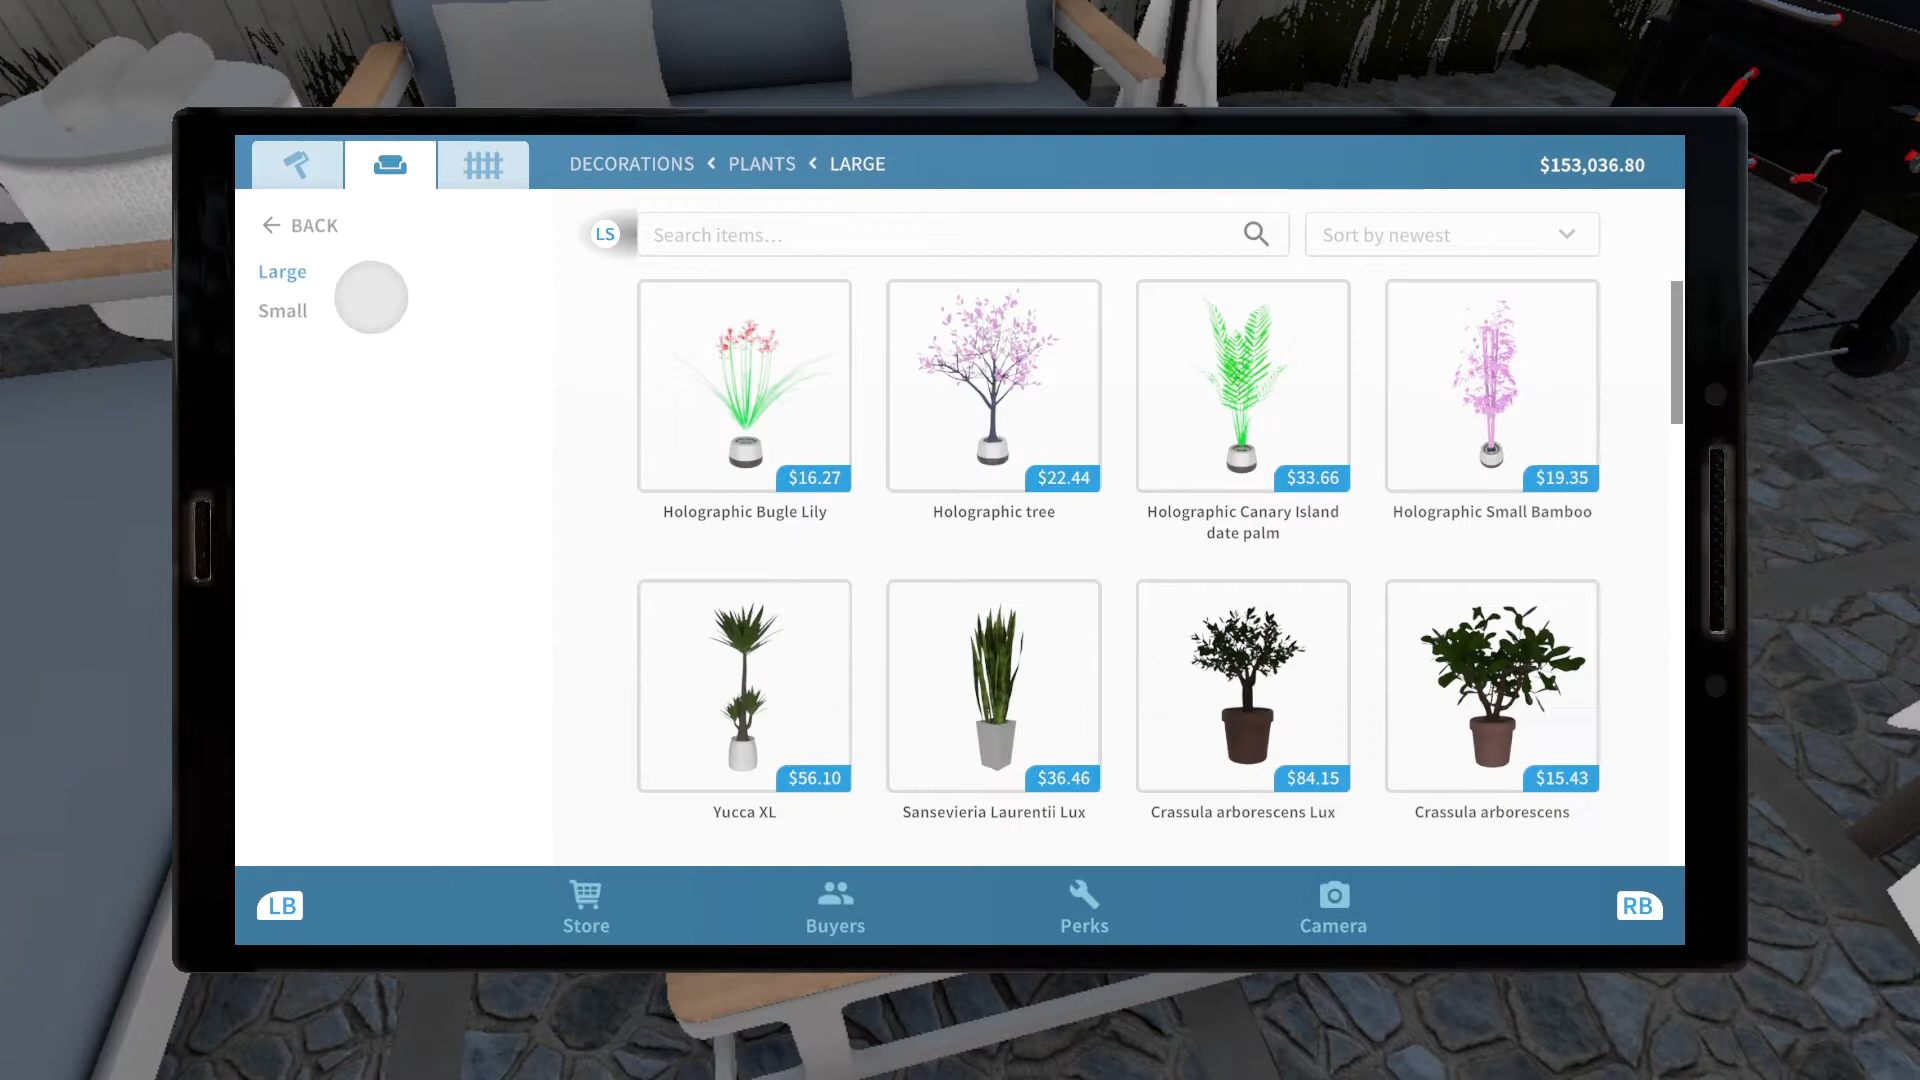 DECORATIONS < PLANTS < LARGE
$153,036.80
BACK
LS
Search items...
Sort by newest
Large
Small
$16.27
$22.44
$33.66
$19.35
Holographic Bugle Lily
Holographic tree
Holographic Canary Island
date palm
Holographic Small Bamboo
$56.10
$36.46
$84.15
$15.43
Yucca XL
Sansevieria Laurentii Lux
Crassula arborescens Lux
Crassula arborescens
LB
Store
Buyers
Perks
Camera
RB